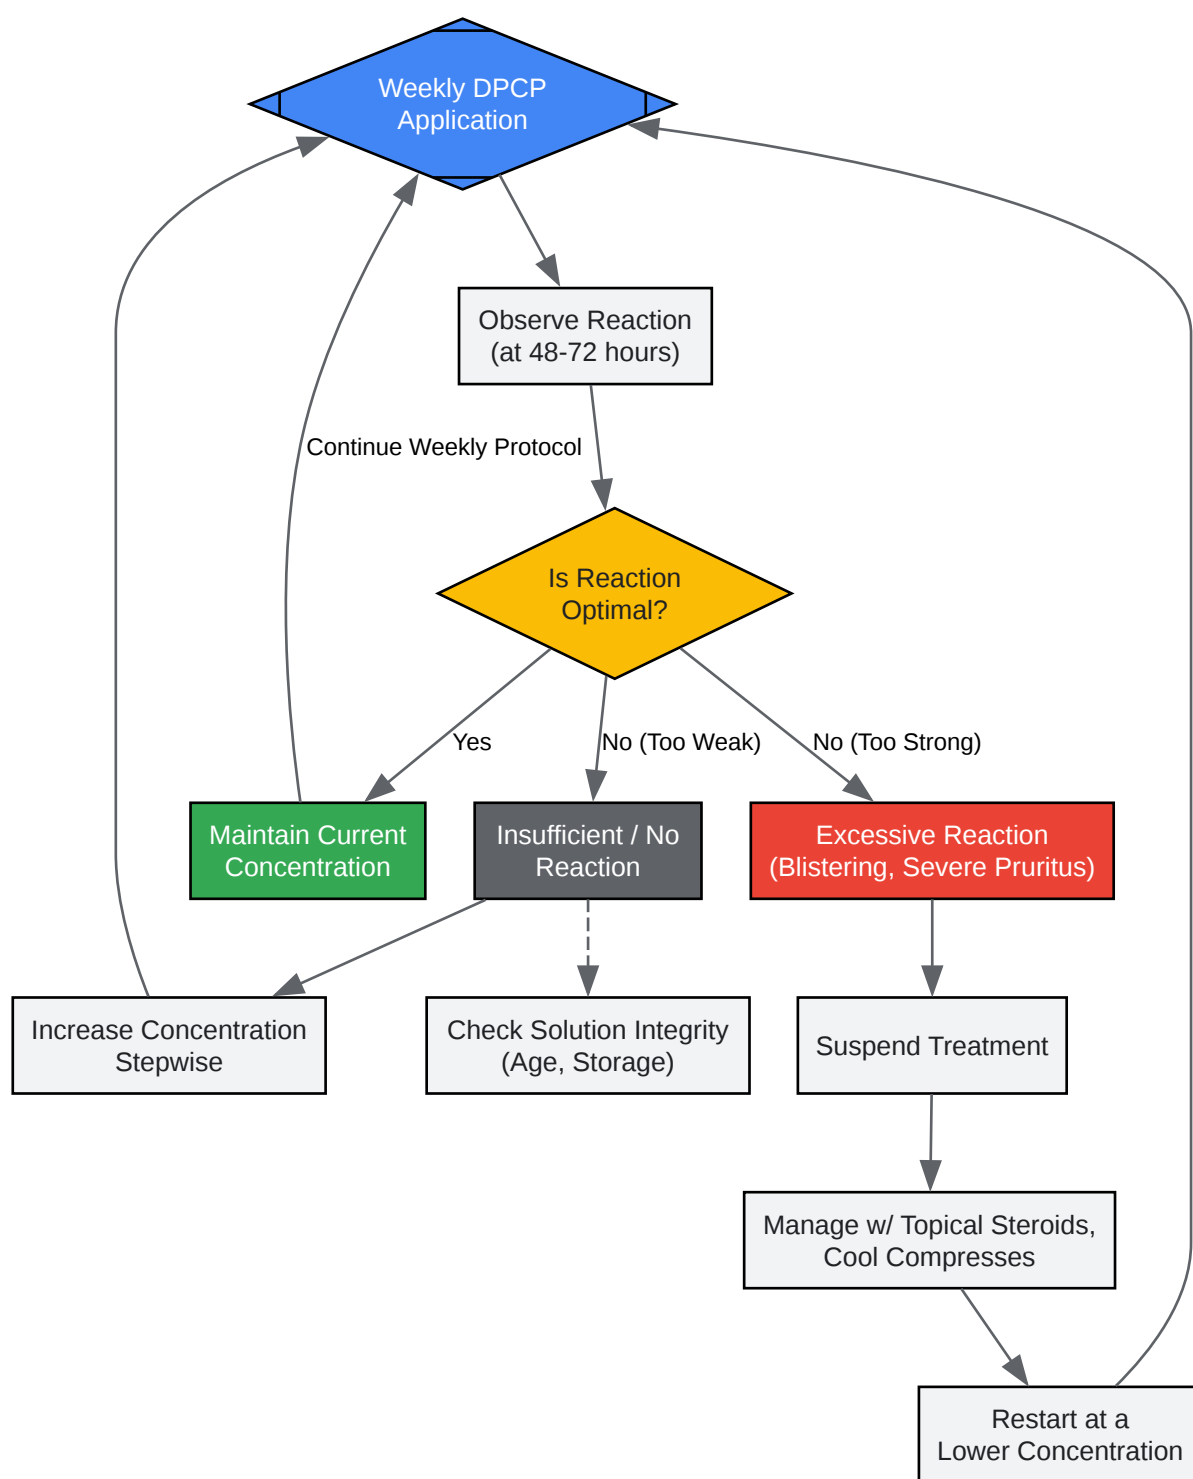 Weekly DPCP
Application
Observe Reaction
(at 48-72 hours)
Continue Weekly Protocol
Is Reaction
Optimal?
Yes
No (Too Weak)
No (Too Strong)
Maintain Current
Concentration
Insufficient / No
Reaction
Excessive Reaction
(Blistering, Severe Pruritus)
Increase Concentration
Stepwise
Check Solution Integrity
(Age, Storage)
Suspend Treatment
Manage w/ Topical Steroids,
Cool Compresses
Restart at a
Lower Concentration